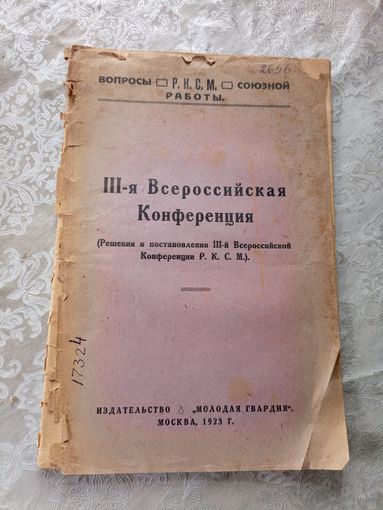 2656
ВОПРОСЫ Р. К. С. М. СОЮЗНОЙ
РАБОТЫ.
III-я Всероссийская
Конференция
(Решения и постановления III-й Всероссийской
Конференции Р. К. С. М.).
17324
ИЗДАТЕЛЬСТВО △ „МОЛОДАЯ ГВАРДИЯ".
МОСКВА, 1923 Г.